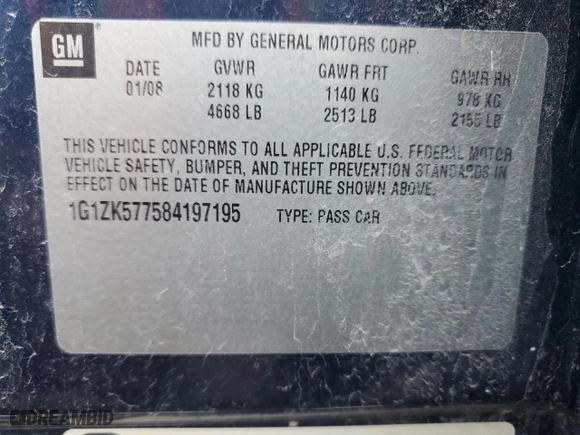 GM
MFD BY GENERAL MOTORS CORP.
DATE GVWR GAWR FRT GAWR RR
01/08 2118 KG 1140 KG 978 KG
4668 LB 2513 LB 2155 LB
THIS VEHICLE CONFORMS TO ALL APPLICABLE U.S. FEDERAL MOTOR
VEHICLE SAFETY, BUMPER, AND THEFT PREVENTION STANDARDS IN
EFFECT ON THE DATE OF MANUFACTURE SHOWN ABOVE.
1G1ZK577584197195 TYPE: PASS CAR
DREAMBID